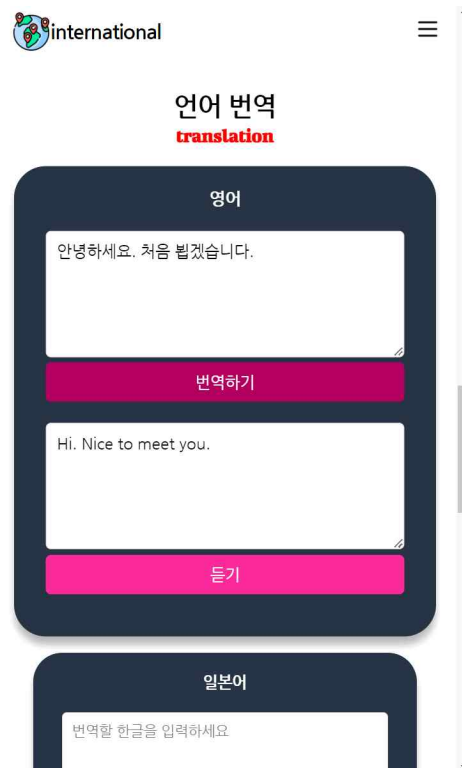 international
언어 번역
translation
영어
안녕하세요. 처음 뵙겠습니다.
번역하기
Hi. Nice to meet you.
듣기
일본어
번역할 한글을 입력하세요